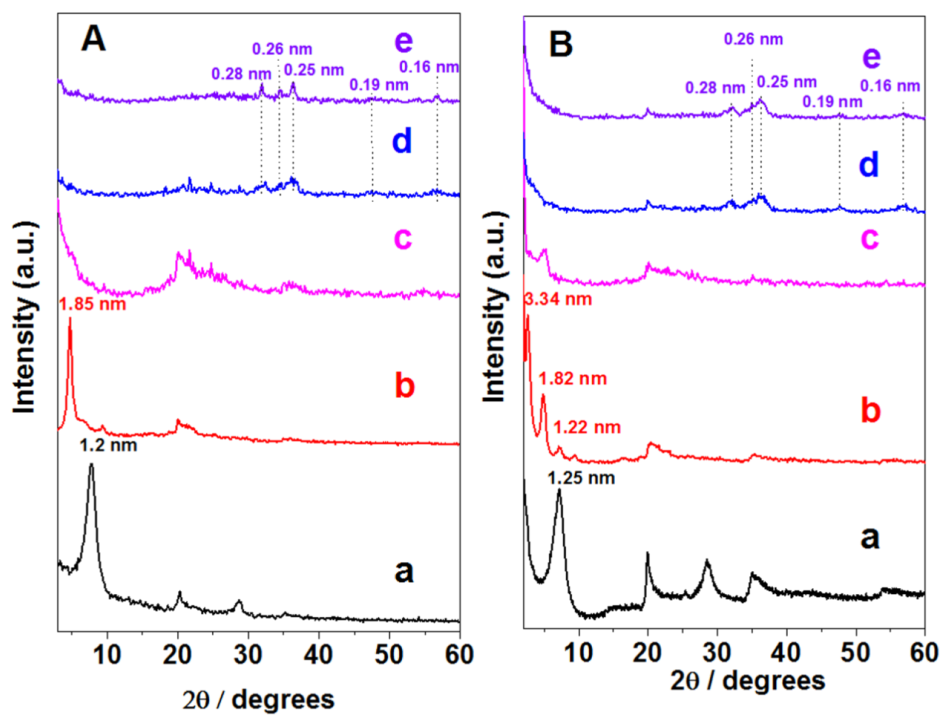 A
e
0.26 nm
0.28 nm
0.25 nm
0.19 nm
0.16 nm
d
c
1.85 nm
b
1.2 nm
a
Intensity (a.u.)
10 20 30 40 50 60
2θ / degrees
B
e
0.26 nm
0.28 nm
0.25 nm
0.19 nm
0.16 nm
d
c
3.34 nm
1.82 nm
b
1.22 nm
1.25 nm
a
Intensity (a.u.)
10 20 30 40 50 60
2θ / degrees